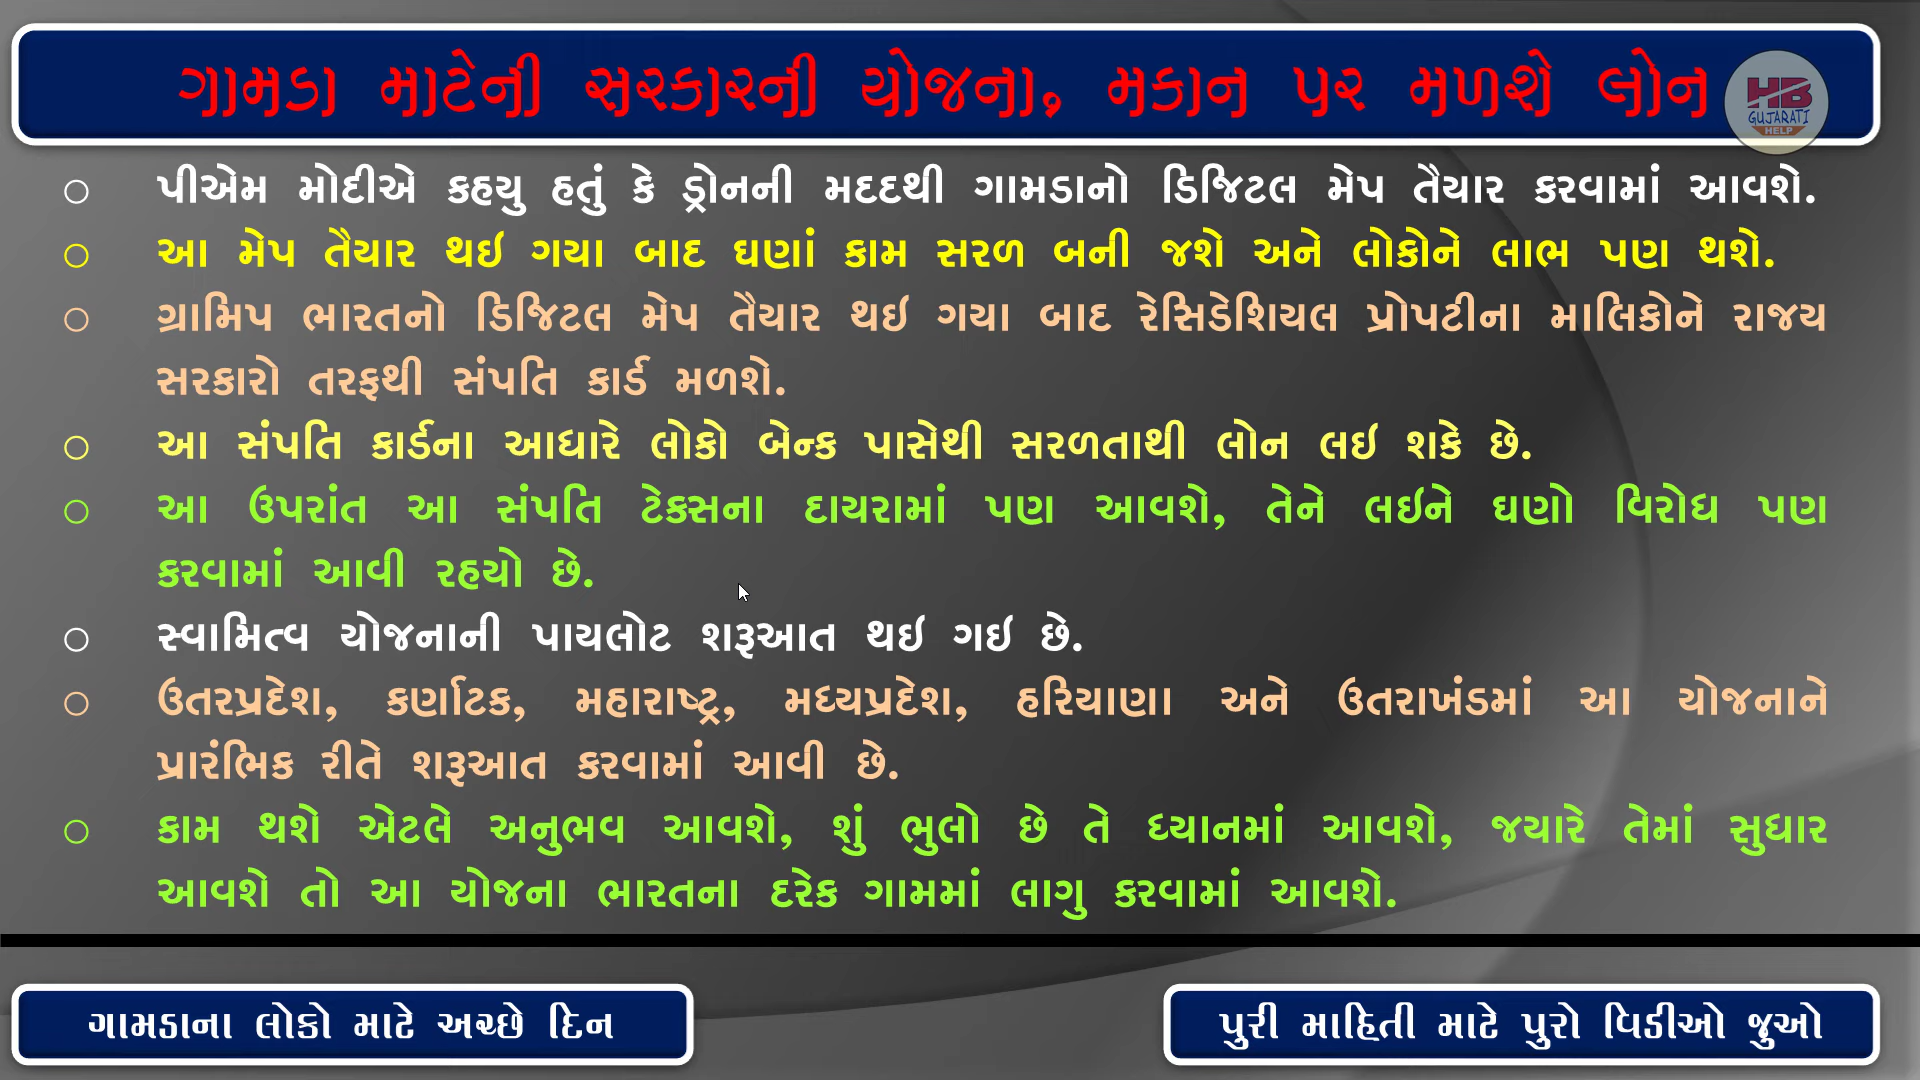 ગામડા માટેની સરકારની યોજના, મકાન પર મળશે લોન
HB
GUJARATI
HELP
પીએમ મોદીએ કહયુ હતું કે ડ્રોનની મદદથી ગામડાનો ડિજિટલ મેપ તૈયાર કરવામાં આવશે.
આ મેપ તૈયાર થઇ ગયા બાદ ઘણાં કામ સરળ બની જશે અને લોકોને લાભ પણ થશે.
ગ્રામિપ ભારતનો ડિજિટલ મેપ તૈયાર થઇ ગયા બાદ રેસિડેશિયલ પ્રોપટીના માલિકોને રાજય
સરકારો તરફથી સંપતિ કાર્ડ મળશે.
આ સંપતિ કાર્ડના આધારે લોકો બેન્ક પાસેથી સરળતાથી લોન લઇ શકે છે.
આ ઉપરાંત આ સંપતિ ટેક્સના દાયરામાં પણ આવશે, તેને લઇને ઘણો વિરોધ પણ
કરવામાં આવી રહયો છે.
સ્વામિત્વ યોજનાની પાયલોટ શરૂઆત થઇ ગઇ છે.
ઉતરપ્રદેશ, કર્ણાટક, મહારાષ્ટ્ર, મધ્યપ્રદેશ, હરિયાણા અને ઉતરાખંડમાં આ યોજનાને
પ્રારંભિક રીતે શરૂઆત કરવામાં આવી છે.
કામ થશે એટલે અનુભવ આવશે, શું ભુલો છે તે ધ્યાનમાં આવશે, જયારે તેમાં સુધાર
આવશે તો આ યોજના ભારતના દરેક ગામમાં લાગુ કરવામાં આવશે.
ગામડાના લોકો માટે અચ્છે દિન
પુરી માહિતી માટે પુરો વિડીઓ જુઓ